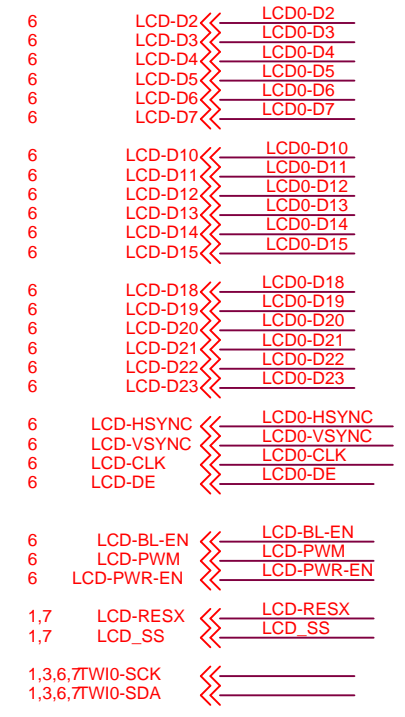 6 LCD-D2 LCD0-D2
6 LCD-D3 LCD0-D3
6 LCD-D4 LCD0-D4
6 LCD-D5 LCD0-D5
6 LCD-D6 LCD0-D6
6 LCD-D7 LCD0-D7
6 LCD-D10 LCD0-D10
6 LCD-D11 LCD0-D11
6 LCD-D12 LCD0-D12
6 LCD-D13 LCD0-D13
6 LCD-D14 LCD0-D14
6 LCD-D15 LCD0-D15
6 LCD-D18 LCD0-D18
6 LCD-D19 LCD0-D19
6 LCD-D20 LCD0-D20
6 LCD-D21 LCD0-D21
6 LCD-D22 LCD0-D22
6 LCD-D23 LCD0-D23
6 LCD-HSYNC LCD0-HSYNC
6 LCD-VSYNC LCD0-VSYNC
6 LCD-CLK LCD0-CLK
6 LCD-DE LCD0-DE
6 LCD-BL-EN LCD-BL-EN
6 LCD-PWM LCD-PWM
6 LCD-PWR-EN LCD-PWR-EN
1,7 LCD-RESX LCD-RESX
1,7 LCD_SS LCD_SS
1,3,6,7 TWI0-SCK
1,3,6,7 TWI0-SDA